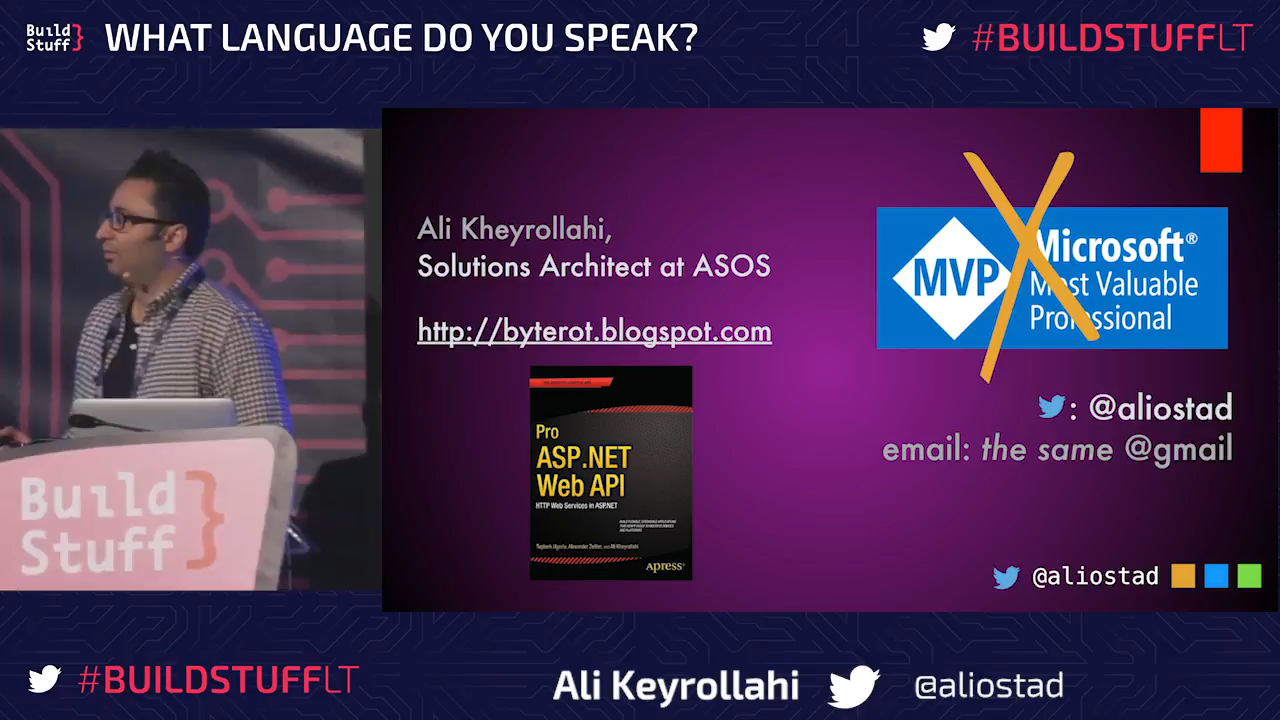 Build
Stuff}
WHAT LANGUAGE DO YOU SPEAK?
#BUILDSTUFFLT
Ali Kheyrollahi,
Solutions Architect at ASOS
http://byterot.blogspot.com
MVP
Microsoft®
Most Valuable
Professional
Pro
ASP.NET
Web API
HTTP Web Services in ASP.NET
Apress®
: @aliostad
email: the same @gmail
@aliostad
Build
Stuff}
#BUILDSTUFFLT
Ali Keyrollahi
@aliostad